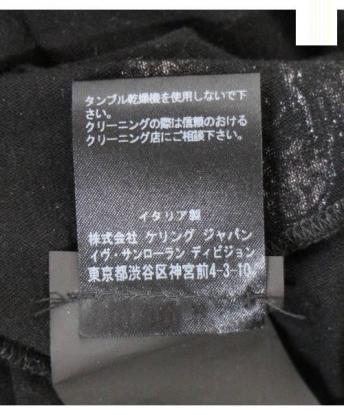 タンブル乾燥機を使用しないで下
さい。
クリーニングの際は信頼のおける
クリーニング店にご相談下さい。
イタリア製
株式会社 ケリング ジャパン
イヴ・サンローラン ディビジョン
東京都渋谷区神宮前4-3-10